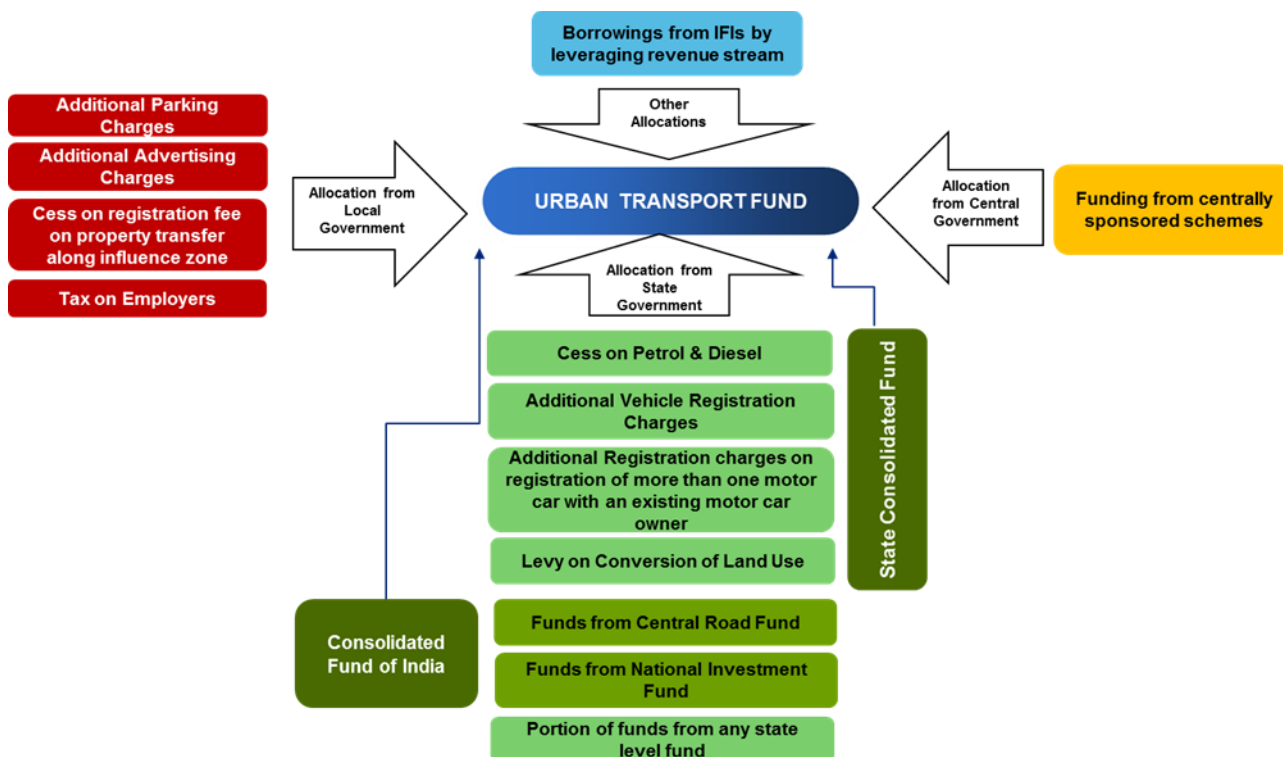 Borrowings from IFIs by
leveraging revenue stream
Other
Allocations
Additional Parking
Charges
Additional Advertising
Charges
Cess on registration fee
on property transfer
along influence zone
Tax on Employers
Allocation from
Local
Government
URBAN TRANSPORT FUND
Allocation
from Central
Government
Funding from centrally
sponsored schemes
Allocation from
State
Government
Cess on Petrol & Diesel
Additional Vehicle Registration
Charges
Additional Registration charges on
registration of more than one motor
car with an existing motor car
owner
Levy on Conversion of Land Use
State Consolidated Fund
Consolidated
Fund of India
Funds from Central Road Fund
Funds from National Investment
Fund
Portion of funds from any state
level fund